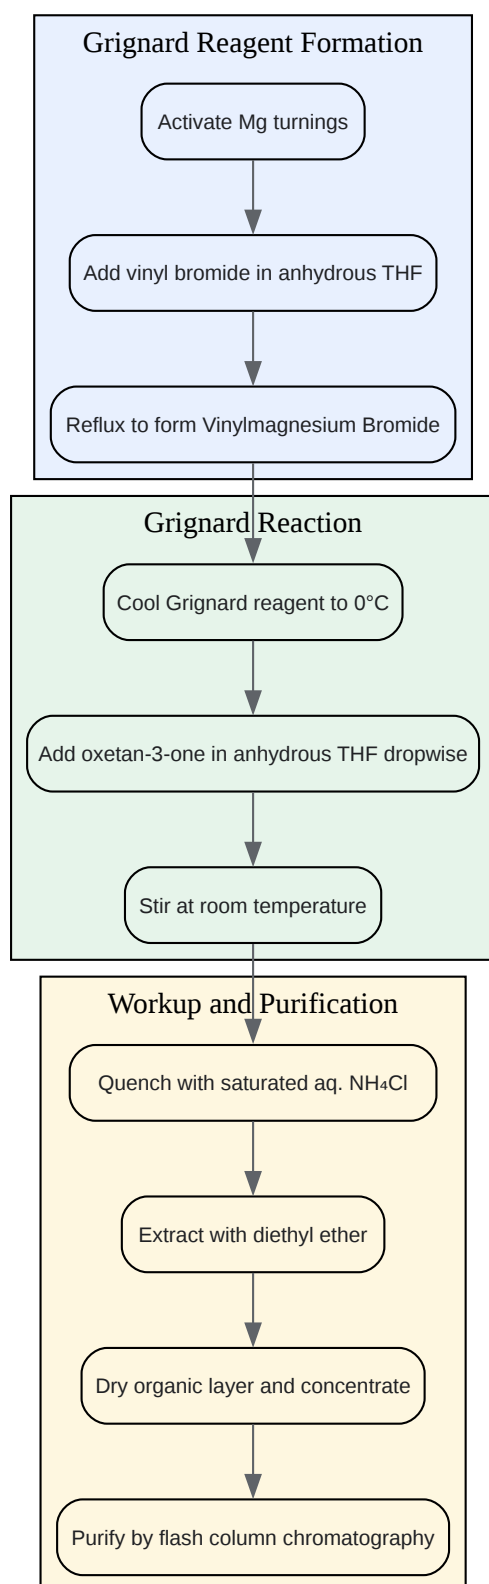 Grignard Reagent Formation
Activate Mg turnings
Add vinyl bromide in anhydrous THF
Reflux to form Vinylmagnesium Bromide
Grignard Reaction
Cool Grignard reagent to 0°C
Add oxetan-3-one in anhydrous THF dropwise
Stir at room temperature
Workup and Purification
Quench with saturated aq. NH₄Cl
Extract with diethyl ether
Dry organic layer and concentrate
Purify by flash column chromatography